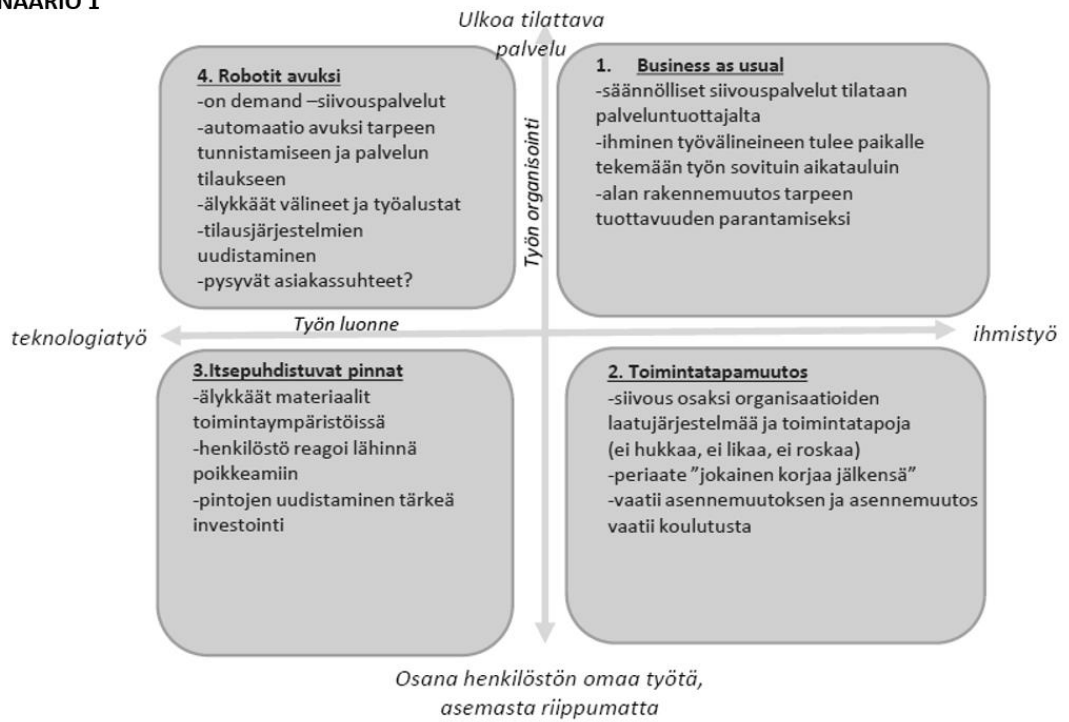 Ulkoa tilattava
palvelu
4. Robotit avuksi
-on demand –siivouspalvelut
-automaatio avuksi tarpeen
tunnistamiseen ja palvelun
tilaukseen
-älykkäät välineet ja työalustat
-tilausjärjestelmien
uudistaminen
-pysyvät asiakassuhteet?
Työn organisointi
1. Business as usual
-säännölliset siivouspalvelut tilataan
palveluntuottajalta
-ihminen työvälineineen tulee paikalle
tekemään työn sovituin aikatauluin
-alan rakennemuutos tarpeen
tuottavuuden parantamiseksi
teknologiatyö
Työn luonne
ihmistyö
3.Itsepuhdistuvat pinnat
-älykkäät materiaalit
toimintaympäristöissä
-henkilöstö reagoi lähinnä
poikkeamiin
-pintojen uudistaminen tärkeä
investointi
2. Toimintatapamuutos
-siivous osaksi organisaatioiden
laatujärjestelmää ja toimintatapoja
(ei hukkaa, ei likaa, ei roskaa)
-periaate ”jokainen korjaa jälkensä”
-vaatii asennemuutoksen ja asennemuutos
vaatii koulutusta
Osana henkilöstön omaa työtä,
asemasta riippumatta